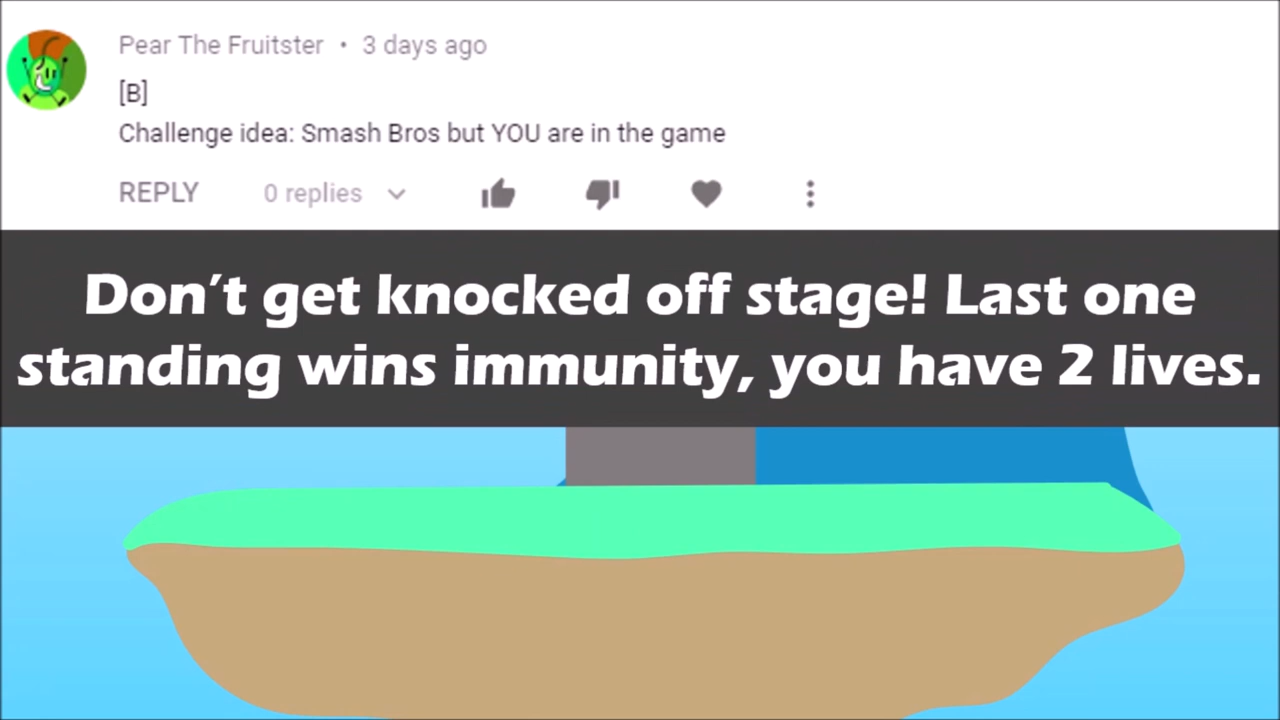 Pear The Fruitster • 3 days ago
[B]
Challenge idea: Smash Bros but YOU are in the game
REPLY 0 replies
Don't get knocked off stage! Last one
standing wins immunity, you have 2 lives.